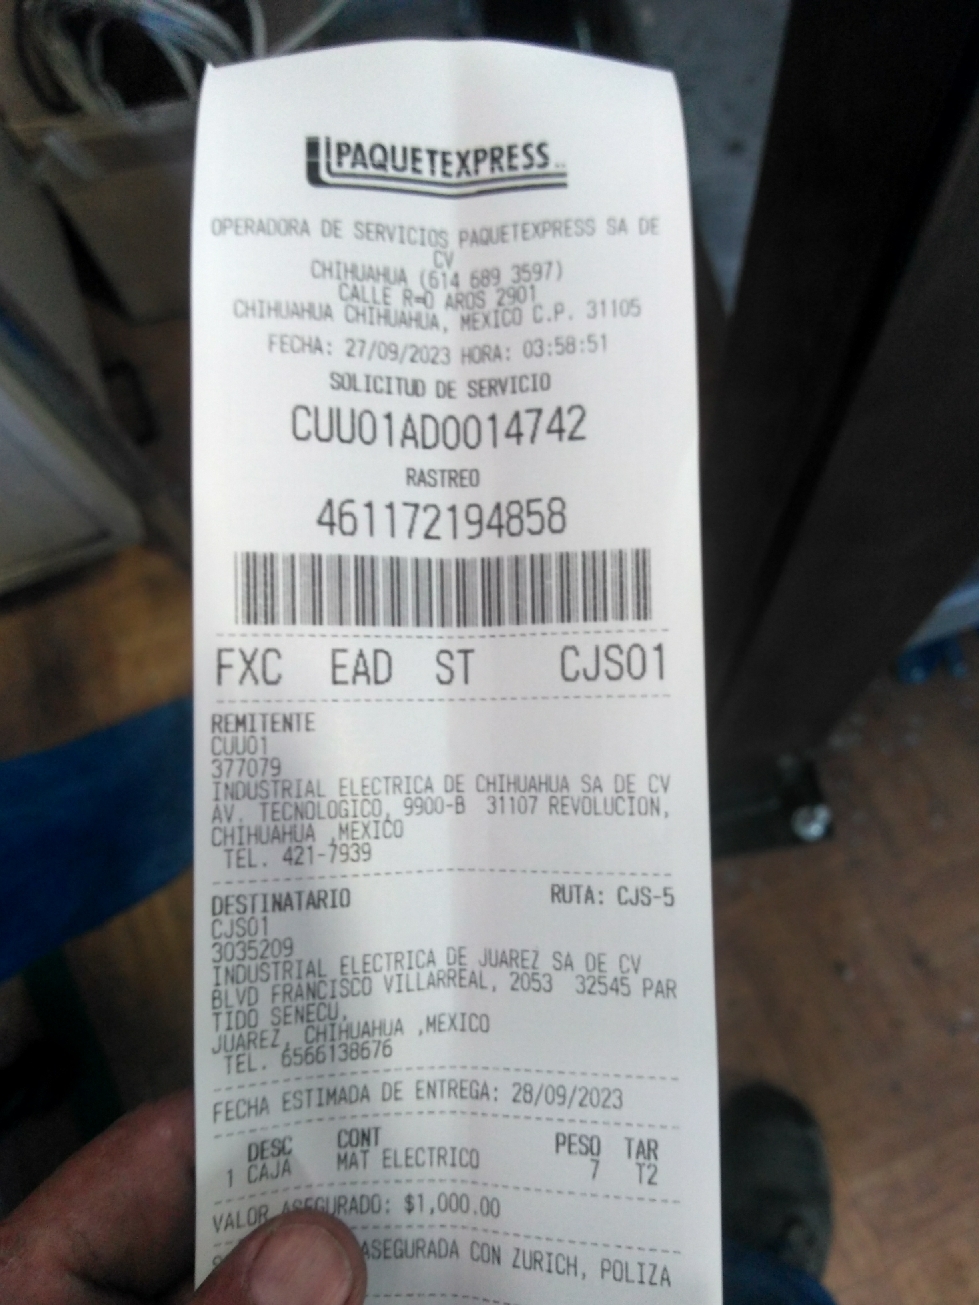 PAQUETEXPRESS
OPERADORA DE SERVICIOS PAQUETEXPRESS SA DE
CV
CHIHUAHUA (614 689 3597)
CALLE R=O AROS 2901
CHIHUAHUA CHIHUAHUA, MEXICO C.P. 31105
FECHA: 27/09/2023 HORA: 03:58:51
SOLICITUD DE SERVICIO
CUU01AD0014742
RASTREO
461172194858
FXC EAD ST CJS01
REMITENTE
CUU01
377079
INDUSTRIAL ELECTRICA DE CHIHUAHUA SA DE CV
AV. TECNOLOGICO, 9900-B 31107 REVOLUCION,
CHIHUAHUA ,MEXICO
TEL. 421-7939
DESTINATARIO RUTA: CJS-5
CJS01
3035209
INDUSTRIAL ELECTRICA DE JUAREZ SA DE CV
BLVD FRANCISCO VILLARREAL, 2053 32545 PAR
TIDO SENECU,
JUAREZ, CHIHUAHUA ,MEXICO
TEL. 6566138676
FECHA ESTIMADA DE ENTREGA: 28/09/2023
DESC CONT PESO TAR
1 CAJA MAT ELECTRICO 7 T2
VALOR ASEGURADO: $1,000.00
ASEGURADA CON ZURICH, POLIZA